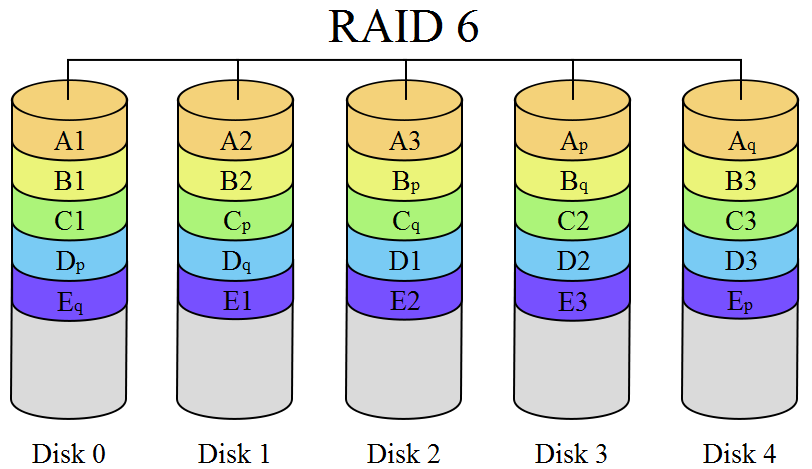 RAID 6
A1 A2 A3 Ap Aq
B1 B2 Bp Bq B3
C1 Cp Cq C2 C3
Dp Dq D1 D2 D3
Eq E1 E2 E3 Ep
Disk 0 Disk 1 Disk 2 Disk 3 Disk 4